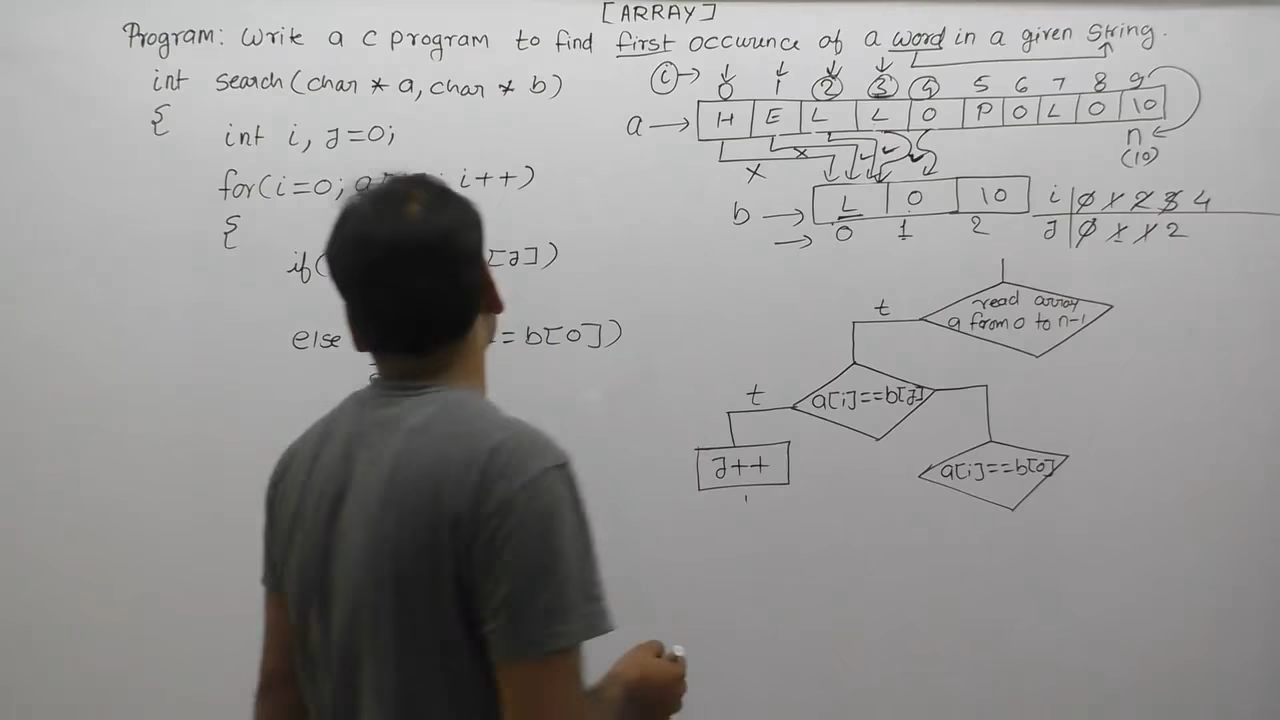 [ARRAY]
Program: Write a C program to find first occurence of a word in a given String.
int search(char * a, char * b)
{
int i, J=0;
for(i=0; i++)
{
if( [J])
else = b[0])
C → 0 1 2 3 4 5 6 7 8 9
a → H E L L O P O L O 10
n
(10)
x x
b → L 0 10
→ 0 1 2
i 0 1 2 3 4
J 0 1 1 2
read array
a from 0 to n-1
t
a[i]==b[J]
t
J++
a[i]==b[0]